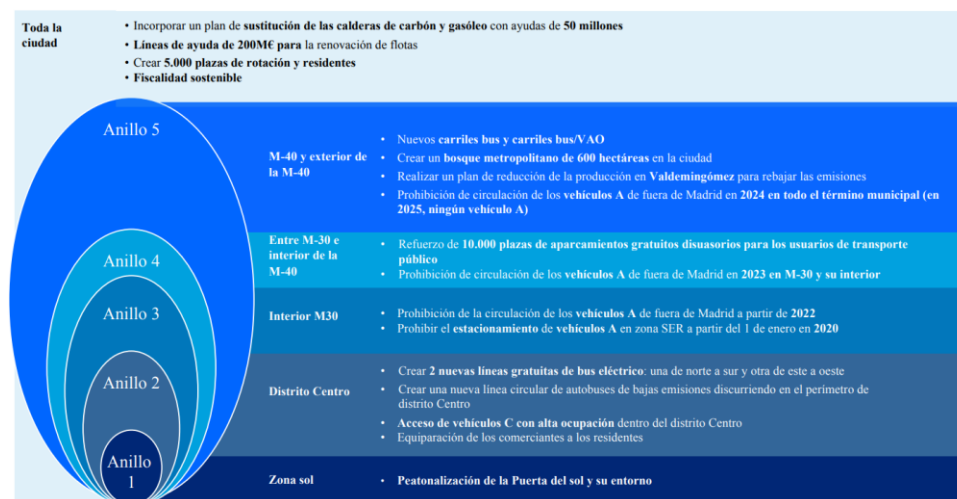 Toda la
ciudad
• Incorporar un plan de sustitución de las calderas de carbón y gasóleo con ayudas de 50 millones
• Líneas de ayuda de 200M€ para la renovación de flotas
• Crear 5.000 plazas de rotación y residentes
• Fiscalidad sostenible
Anillo 5
M-40 y exterior de
la M-40
• Nuevos carriles bus y carriles bus/VAO
• Crear un bosque metropolitano de 600 hectáreas en la ciudad
• Realizar un plan de reducción de la producción en Valdemingómez para rebajar las emisiones
• Prohibición de circulación de los vehículos A de fuera de Madrid en 2024 en todo el término municipal (en
2025, ningún vehículo A)
Anillo 4
Entre M-30 e
interior de la
M-40
• Refuerzo de 10.000 plazas de aparcamientos gratuitos disuasorios para los usuarios de transporte
público
• Prohibición de circulación de los vehículos A de fuera de Madrid en 2023 en M-30 y su interior
Anillo 3
Interior M30
• Prohibición de la circulación de los vehículos A de fuera de Madrid a partir de 2022
• Prohibir el estacionamiento de vehículos A en zona SER a partir del 1 de enero en 2020
Anillo 2
Distrito Centro
• Crear 2 nuevas líneas gratuitas de bus eléctrico: una de norte a sur y otra de este a oeste
• Crear una nueva línea circular de autobuses de bajas emisiones discurriendo en el perímetro de
distrito Centro
• Acceso de vehículos C con alta ocupación dentro del distrito Centro
• Equiparación de los comerciantes a los residentes
Anillo
1
Zona sol
• Peatonalización de la Puerta del sol y su entorno